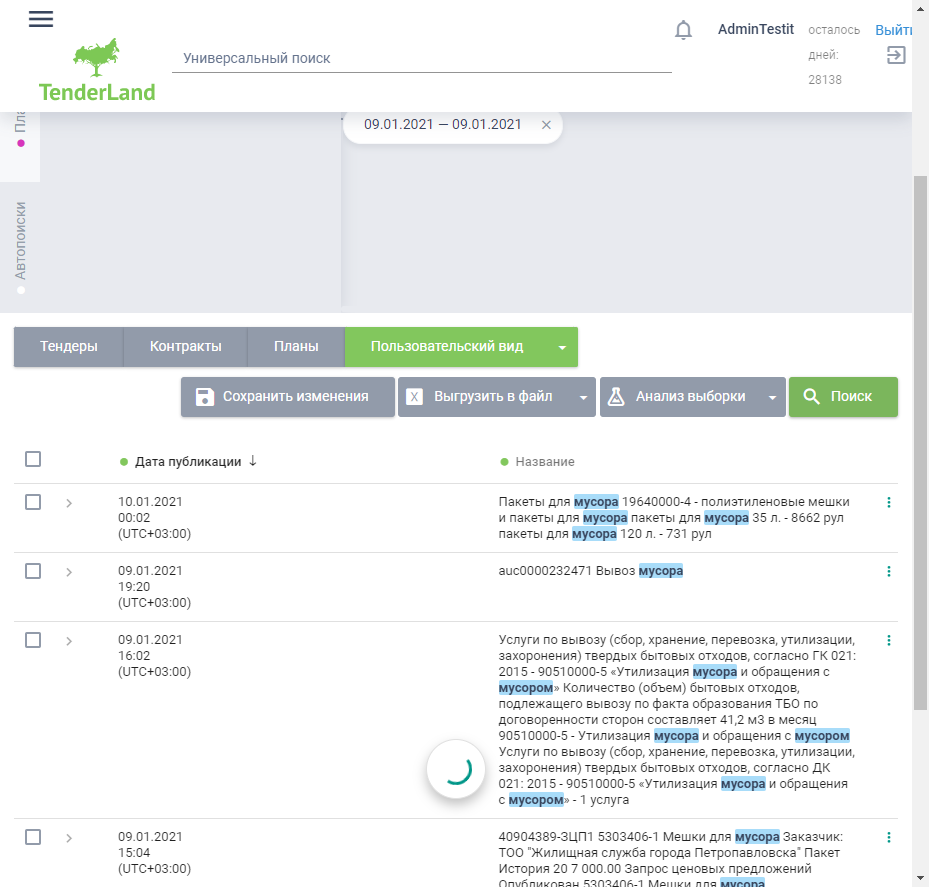 AdminTestit
осталось
дней:
28138
Универсальный поиск
TenderLand
09.01.2021 — 09.01.2021
Автопоиски
Тендеры
Контракты
Планы
Пользовательский вид
Сохранить изменения
X Выгрузить в файл
Анализ выборки
Поиск
Дата публикации
Название
10.01.2021
00:02
(UTC+03:00)
Пакеты для мусора 19640000-4 - полиэтиленовые мешки
и пакеты для мусора пакеты для мусора 35 л. - 8662 рул
пакеты для мусора 120 л. - 731 рул
09.01.2021
19:20
(UTC+03:00)
auc0000232471 Вывоз мусора
09.01.2021
16:02
(UTC+03:00)
Услуги по вывозу (сбор, хранение, перевозка, утилизации,
захоронения) твердых бытовых отходов, согласно ГК 021:
2015 - 90510000-5 «Утилизация мусора и обращения с
мусором» Количество (объем) бытовых отходов,
подлежащего вывозу по факта образования ТБО по
договоренности сторон составляет 41,2 м3 в месяц
90510000-5 - Утилизация мусора и обращения с мусором
Услуги по вывозу (сбор, хранение, перевозка, утилизации,
захоронения) твердых бытовых отходов, согласно ДК
021: 2015 - 90510000-5 «Утилизация мусора и обращения
с мусором» - 1 услуга
09.01.2021
15:04
(UTC+03:00)
40904389-ЗЦП1 5303406-1 Мешки для мусора Заказчик:
ТОО "Жилищная служба города Петропавловска" Пакет
История 20 7 000.00 Запрос ценовых предложений
Опубликован 5303406-1 Мешки для мусора